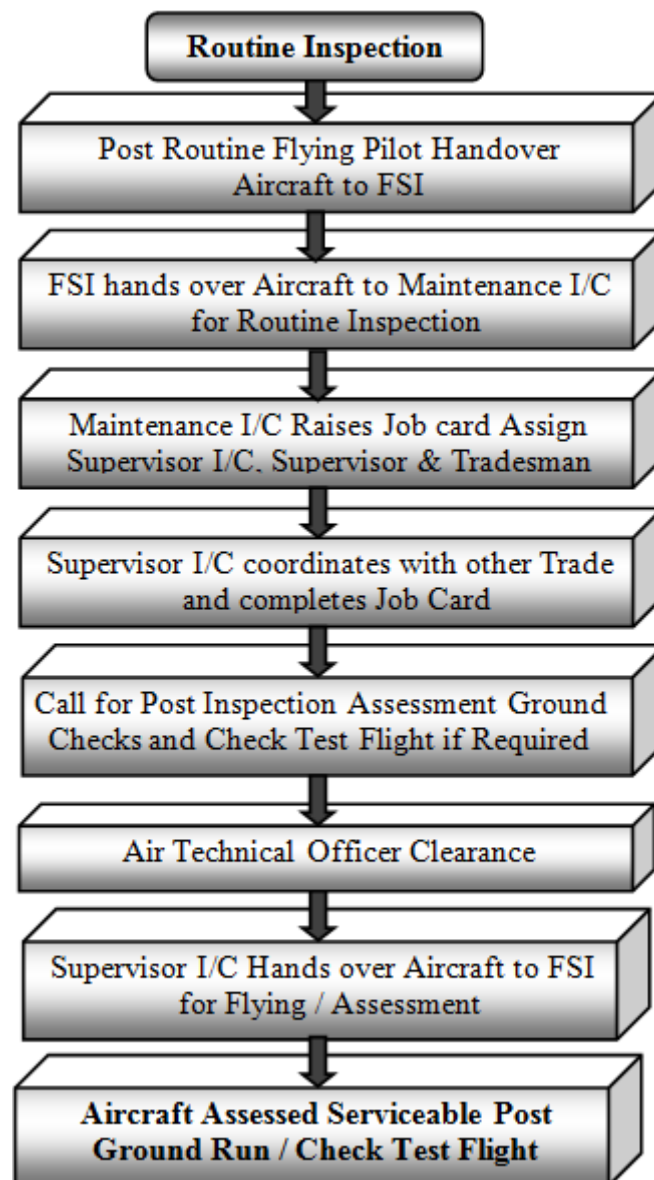 Routine Inspection
Post Routine Flying Pilot Handover
Aircraft to FSI
FSI hands over Aircraft to Maintenance I/C
for Routine Inspection
Maintenance I/C Raises Job card Assign
Supervisor I/C, Supervisor & Tradesman
Supervisor I/C coordinates with other Trade
and completes Job Card
Call for Post Inspection Assessment Ground
Checks and Check Test Flight if Required
Air Technical Officer Clearance
Supervisor I/C Hands over Aircraft to FSI
for Flying / Assessment
Aircraft Assessed Serviceable Post
Ground Run / Check Test Flight